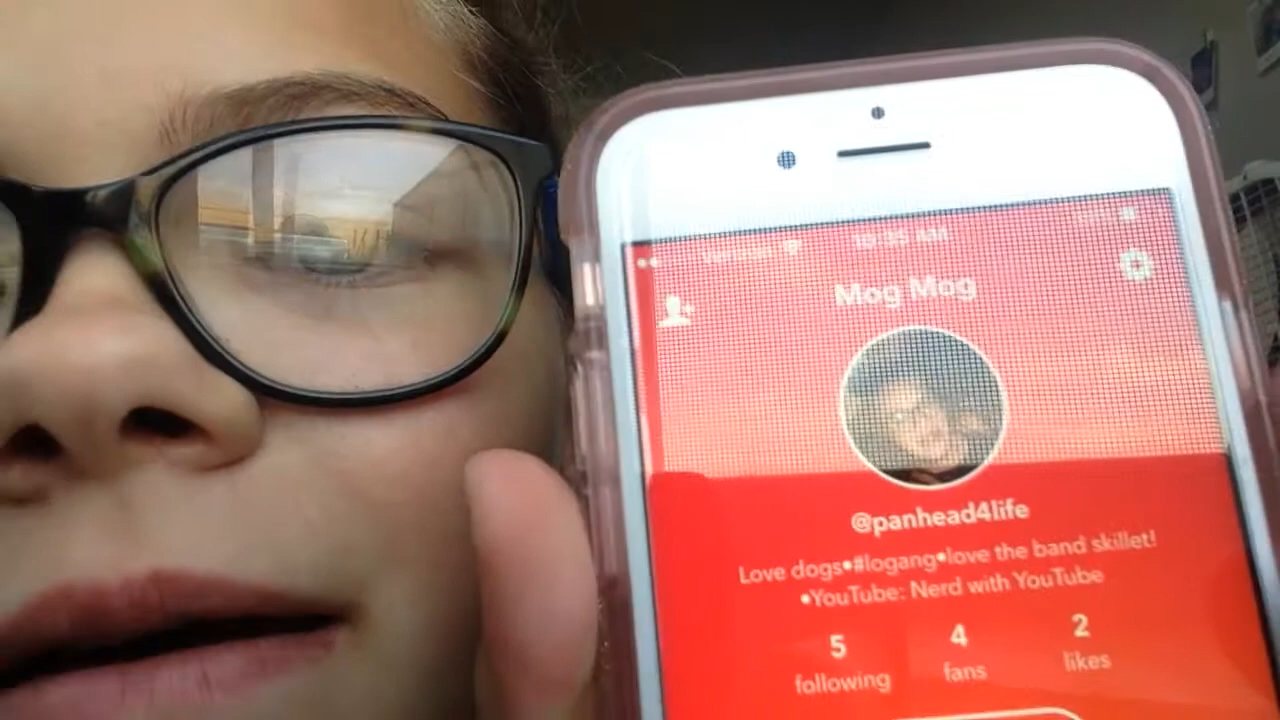 10:35 AM
Mog Mog
@panhead4life
Love dogs•#logang•love the band skillet!
•YouTube: Nerd with YouTube
5 4 2
following fans likes